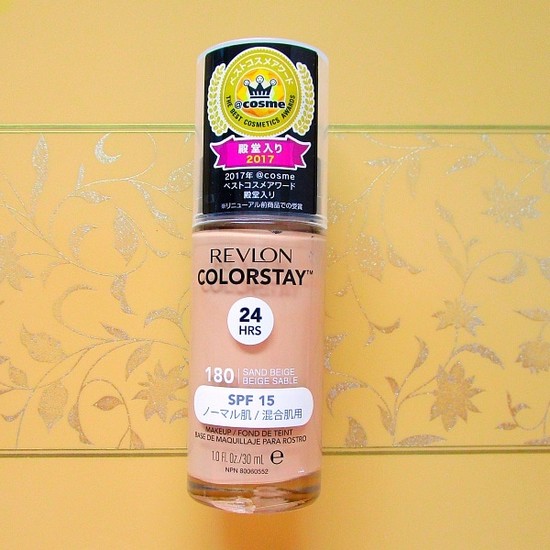 ベストコスメアワード
@cosme
THE BEST COSMETICS AWARDS
殿堂入り
2017
2017年 @cosme
ベストコスメアワード
殿堂入り
※リニューアル前商品での受賞
REVLON
COLORSTAY™
24
HRS
180 SAND BEIGE
BEIGE SABLE
SPF 15
ノーマル肌 / 混合肌用
MAKEUP / FOND DE TEINT
BASE DE MAQUILLAJE PARA ROSTRO
1.0 fl. Oz./30 mL e
NPN 80060552